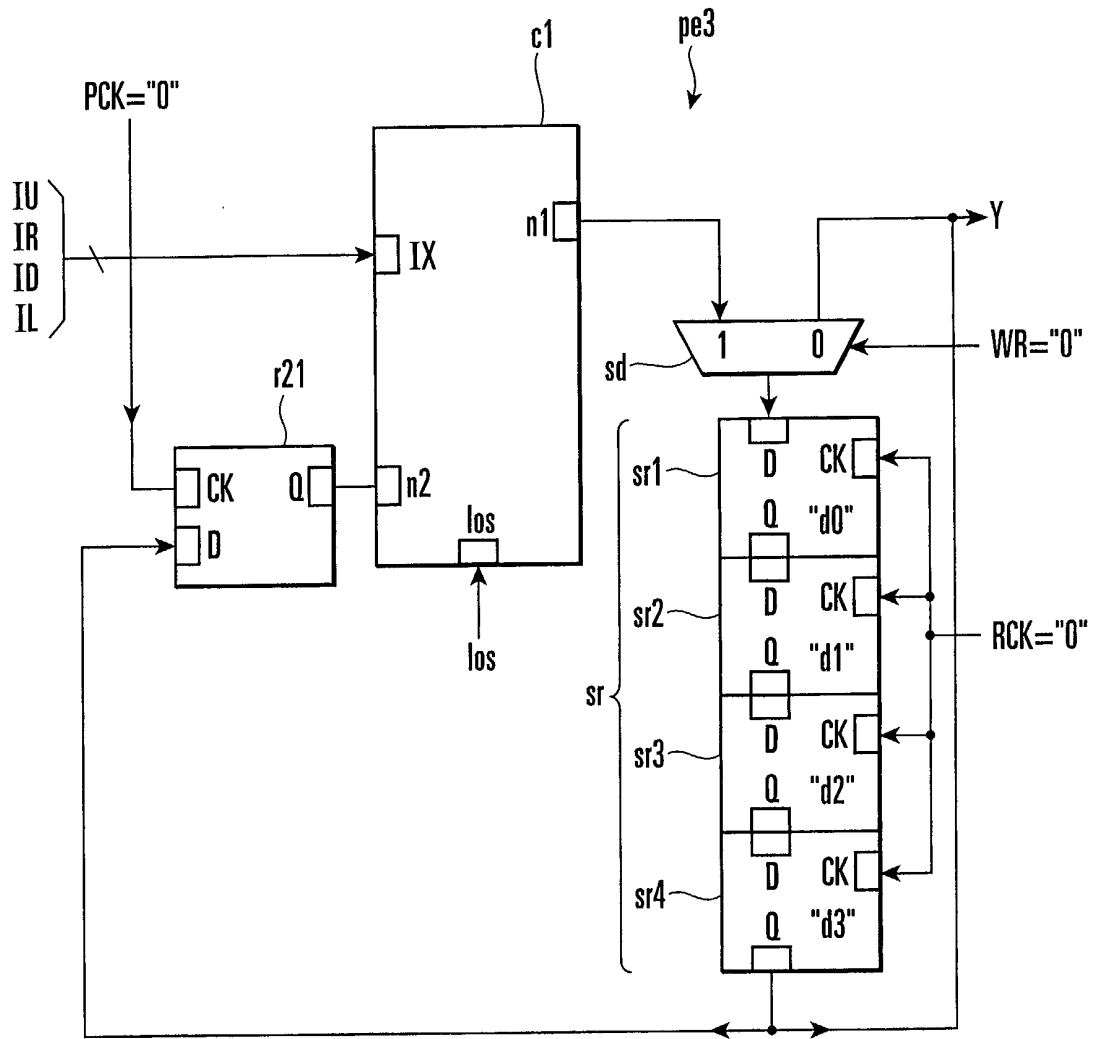 pe3
c1
PCK="0"
IU
IR
ID
IL
n1
IX
Y
1 0
WR="0"
sd
r21
CK Q
D
n2
los
los
sr
sr1
D CK
Q "d0"
sr2
D CK
Q "d1"
RCK="0"
sr3
D CK
Q "d2"
sr4
D CK
Q "d3"